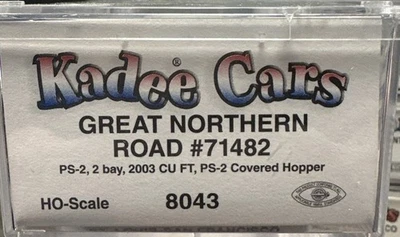 Kadee® Cars
GREAT NORTHERN
ROAD #71482
PS-2, 2 bay, 2003 CU FT, PS-2 Covered Hopper
HO-Scale 8043